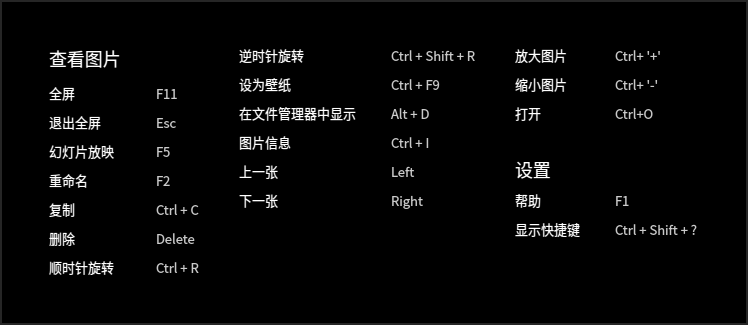 查看图片
全屏 F11
退出全屏 Esc
幻灯片放映 F5
重命名 F2
复制 Ctrl + C
删除 Delete
顺时针旋转 Ctrl + R
逆时针旋转 Ctrl + Shift + R
设为壁纸 Ctrl + F9
在文件管理器中显示 Alt + D
图片信息 Ctrl + I
上一张 Left
下一张 Right
放大图片 Ctrl+ '+'
缩小图片 Ctrl+ '-'
打开 Ctrl+O
设置
帮助 F1
显示快捷键 Ctrl + Shift + ?